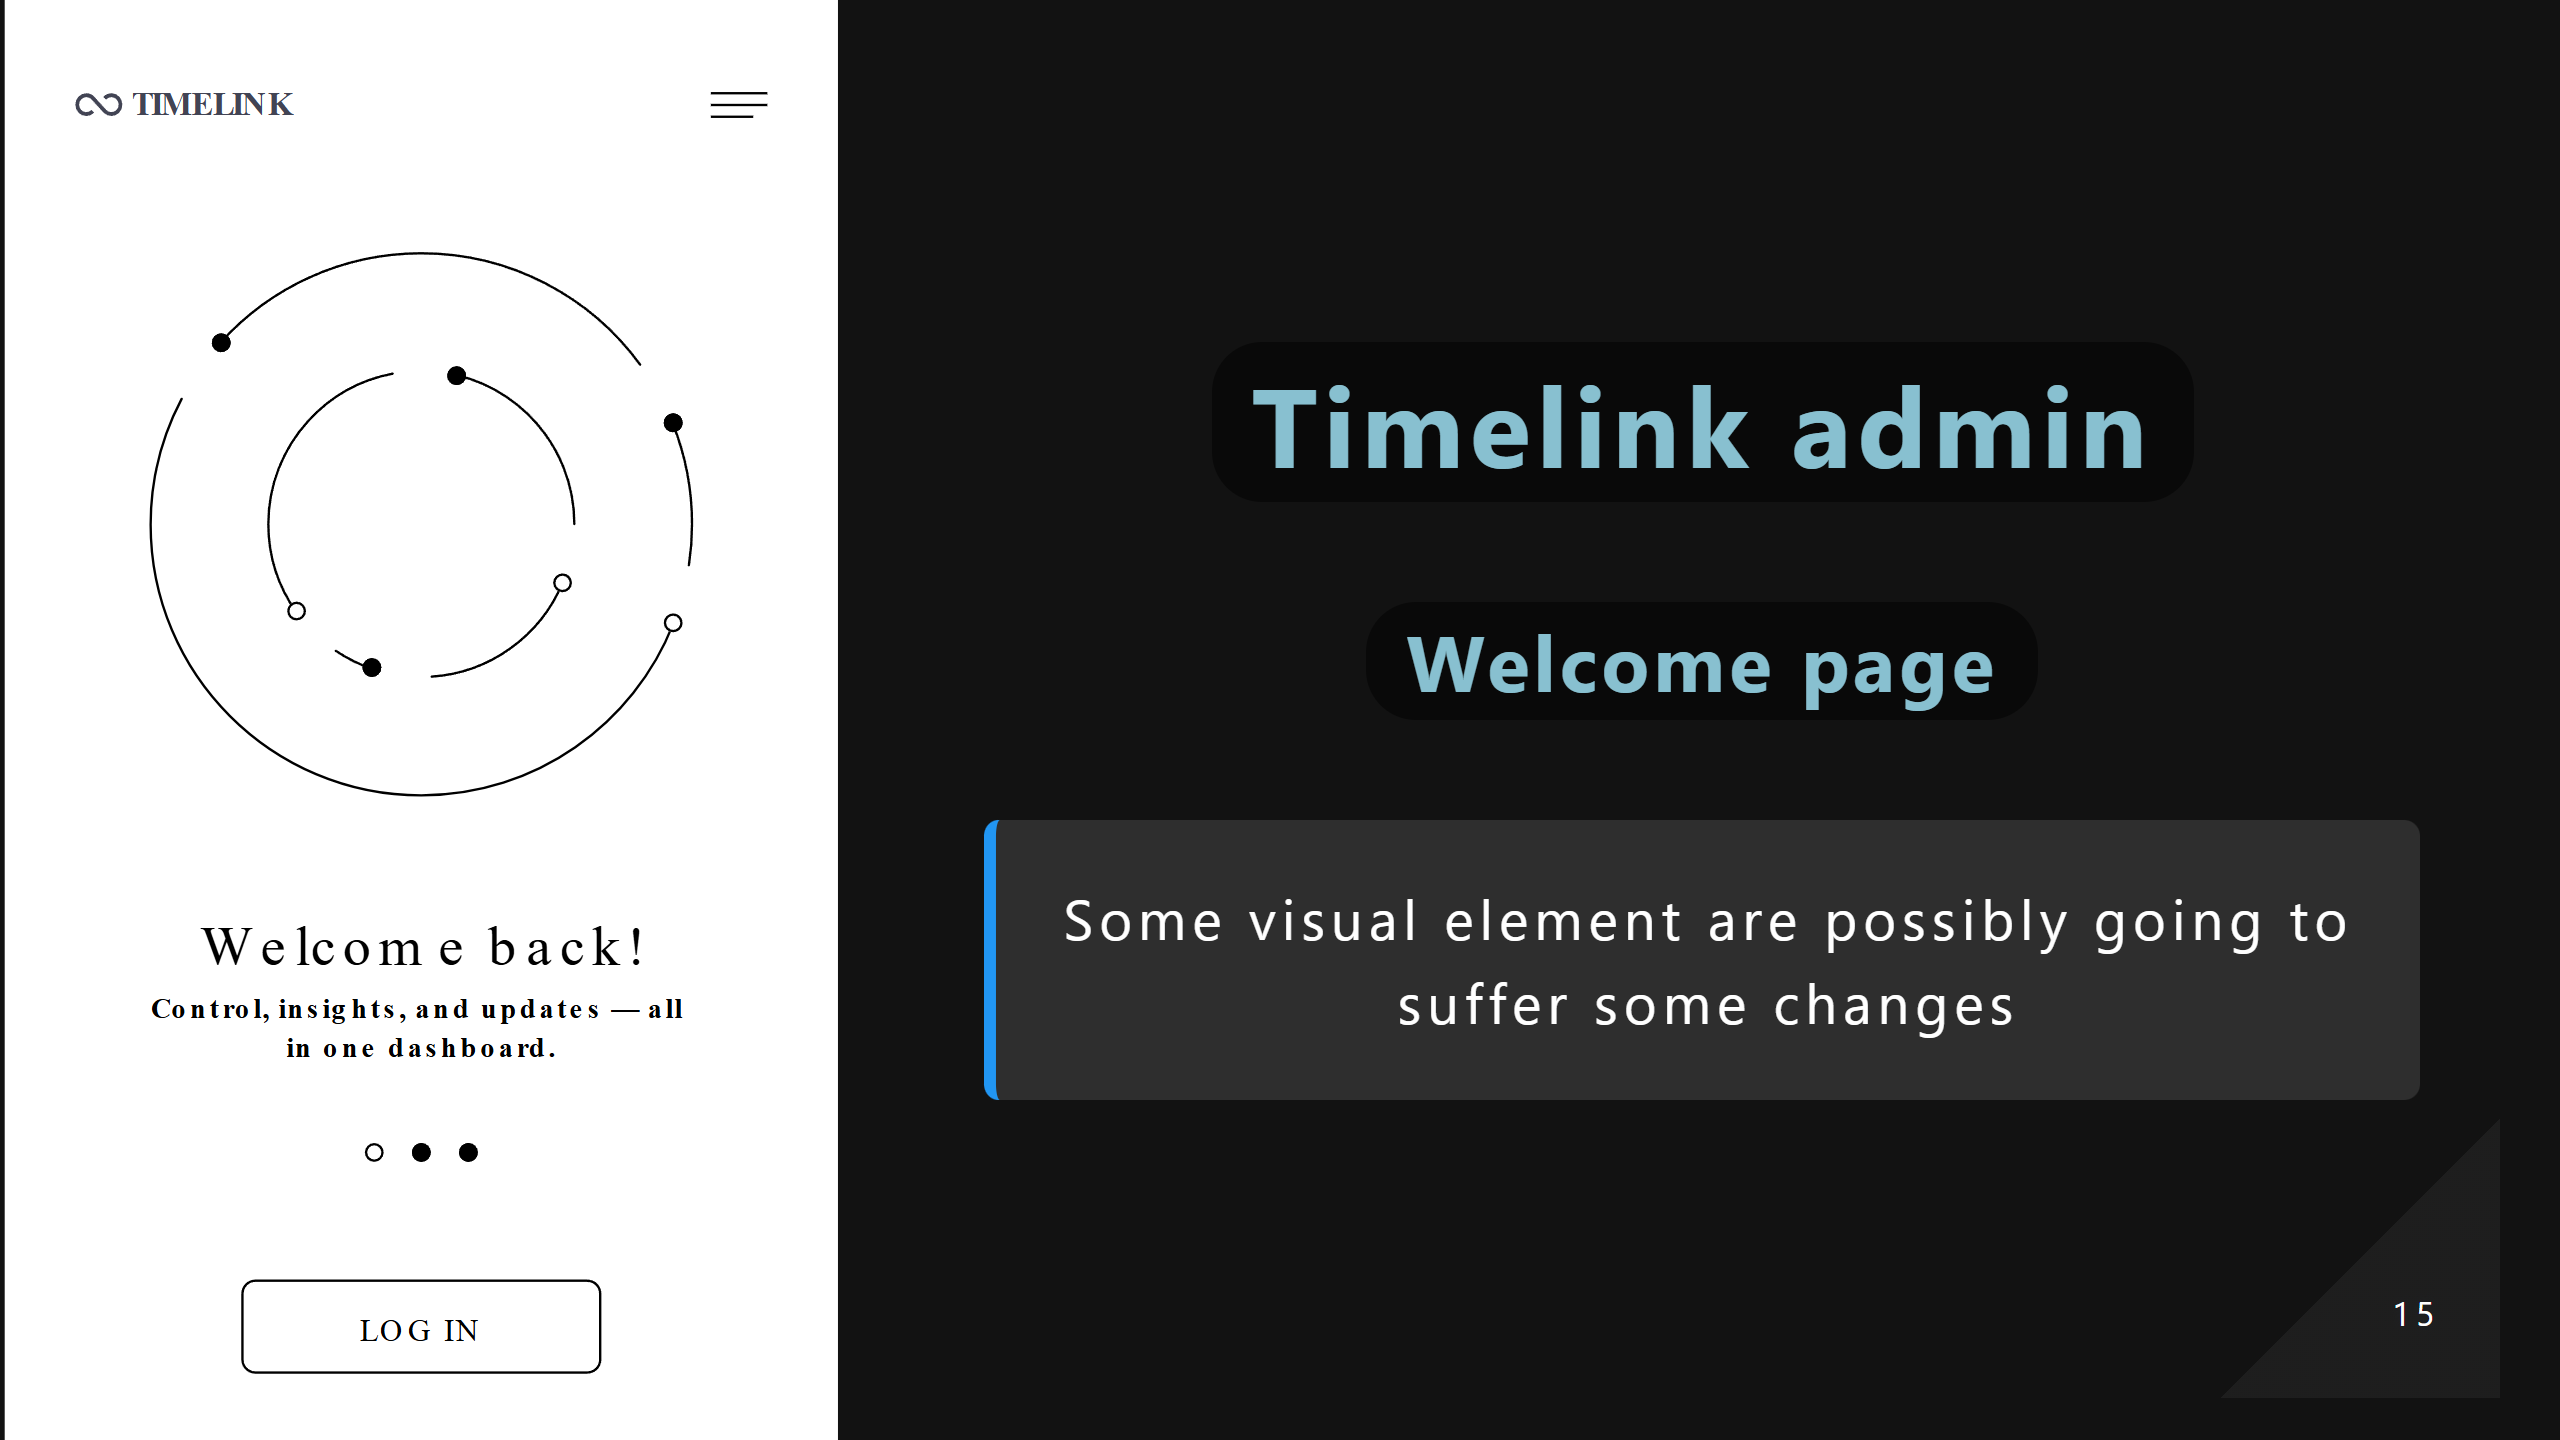 TIMELINK
Welcome back!
Control, insights, and updates — all
in one dashboard.
LOG IN
Timelink admin
Welcome page
Some visual element are possibly going to
suffer some changes
15